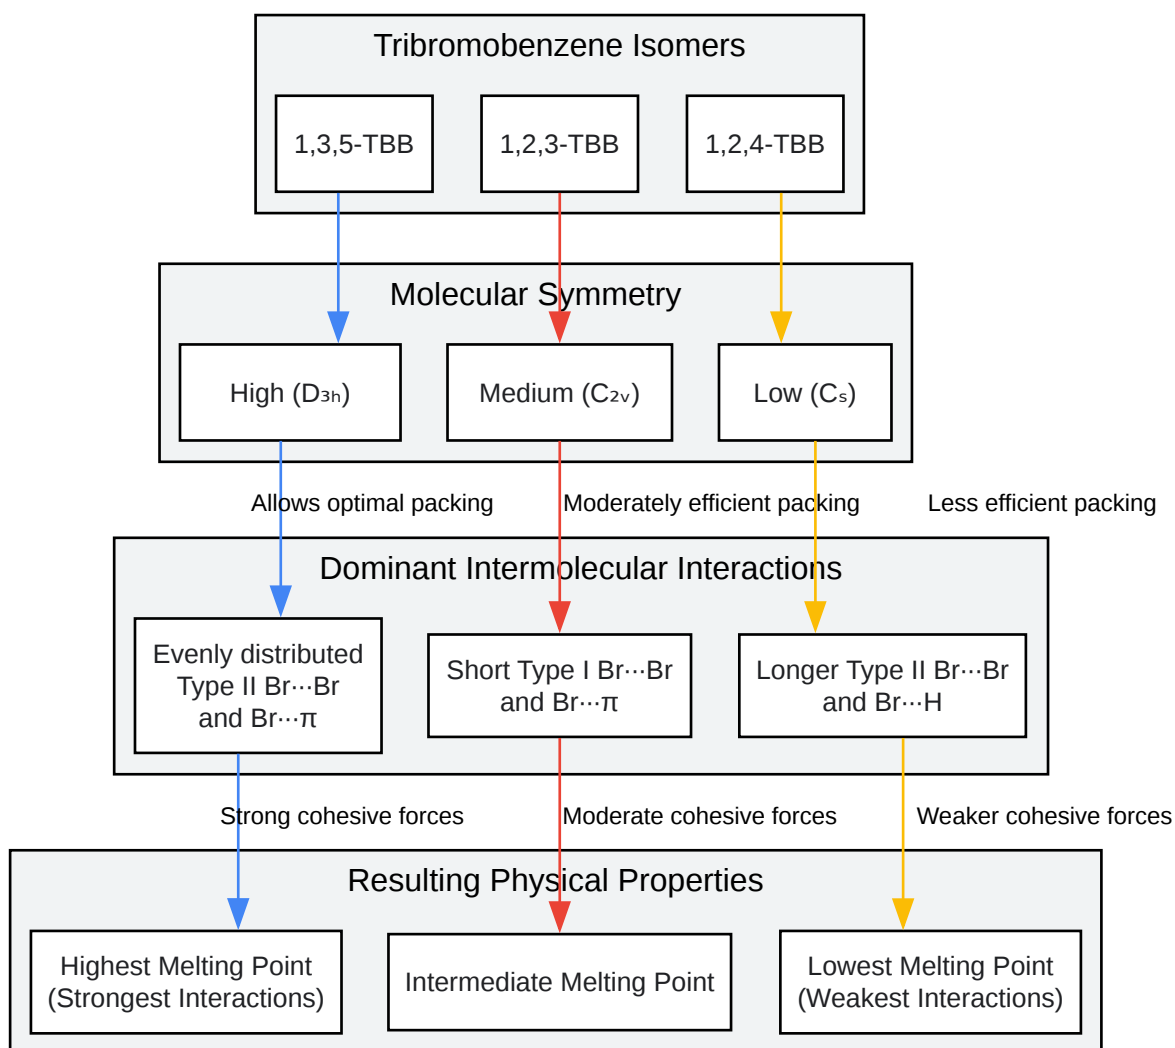 Tribromobenzene Isomers
1,3,5-TBB
1,2,3-TBB
1,2,4-TBB
Molecular Symmetry
High (D₃ₕ)
Medium (C₂ᵥ)
Low (Cₛ)
Allows optimal packing
Moderately efficient packing
Less efficient packing
Dominant Intermolecular Interactions
Evenly distributed
Type II Br···Br
and Br···π
Short Type I Br···Br
and Br···π
Longer Type II Br···Br
and Br···H
Strong cohesive forces
Moderate cohesive forces
Weaker cohesive forces
Resulting Physical Properties
Highest Melting Point
(Strongest Interactions)
Intermediate Melting Point
Lowest Melting Point
(Weakest Interactions)